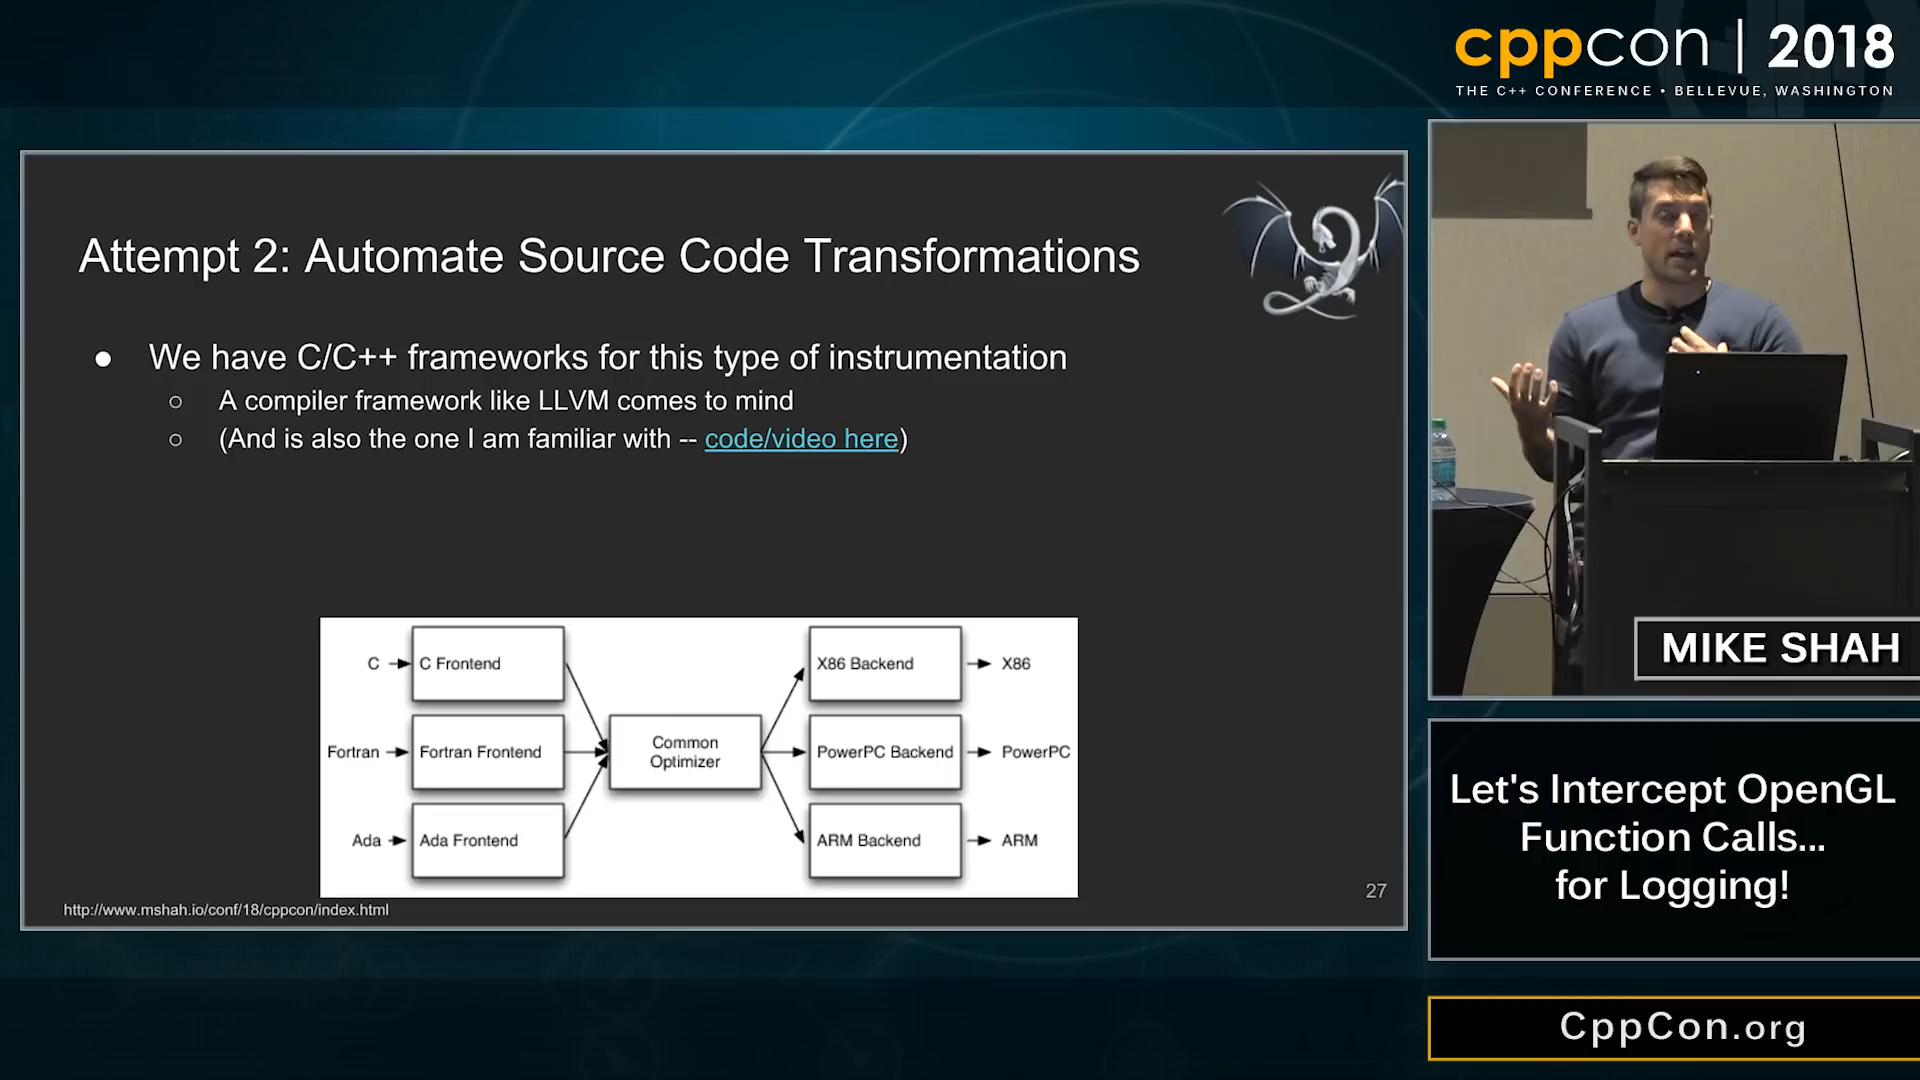 cppcon | 2018
THE C++ CONFERENCE • BELLEVUE, WASHINGTON
Attempt 2: Automate Source Code Transformations
● We have C/C++ frameworks for this type of instrumentation
○ A compiler framework like LLVM comes to mind
○ (And is also the one I am familiar with -- code/video here)
C
C Frontend
X86 Backend
X86
Fortran
Fortran Frontend
Common
Optimizer
PowerPC Backend
PowerPC
Ada
Ada Frontend
ARM Backend
ARM
27
http://www.mshah.io/conf/18/cppcon/index.html
MIKE SHAH
Let's Intercept OpenGL
Function Calls...
for Logging!
CppCon.org